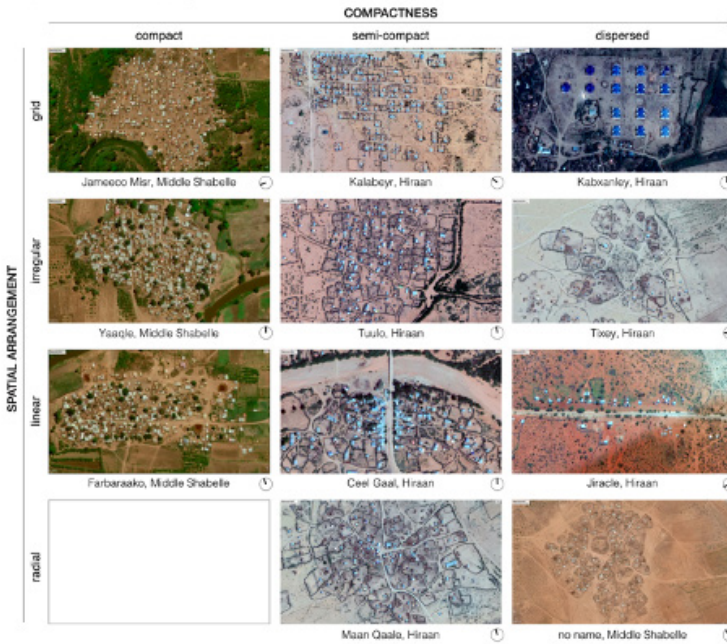 COMPACTNESS
compact semi-compact dispersed
SPATIAL ARRANGEMENT
grid
Jameeco Misr, Middle Shabelle Kalabeyr, Hiraan Kabxanley, Hiraan
irregular
Yaaqle, Middle Shabelle Tuulo, Hiraan Tixey, Hiraan
linear
Farbaraako, Middle Shabelle Ceel Gaal, Hiraan Jiracle, Hiraan
radial
Maan Qaale, Hiraan no name, Middle Shabelle